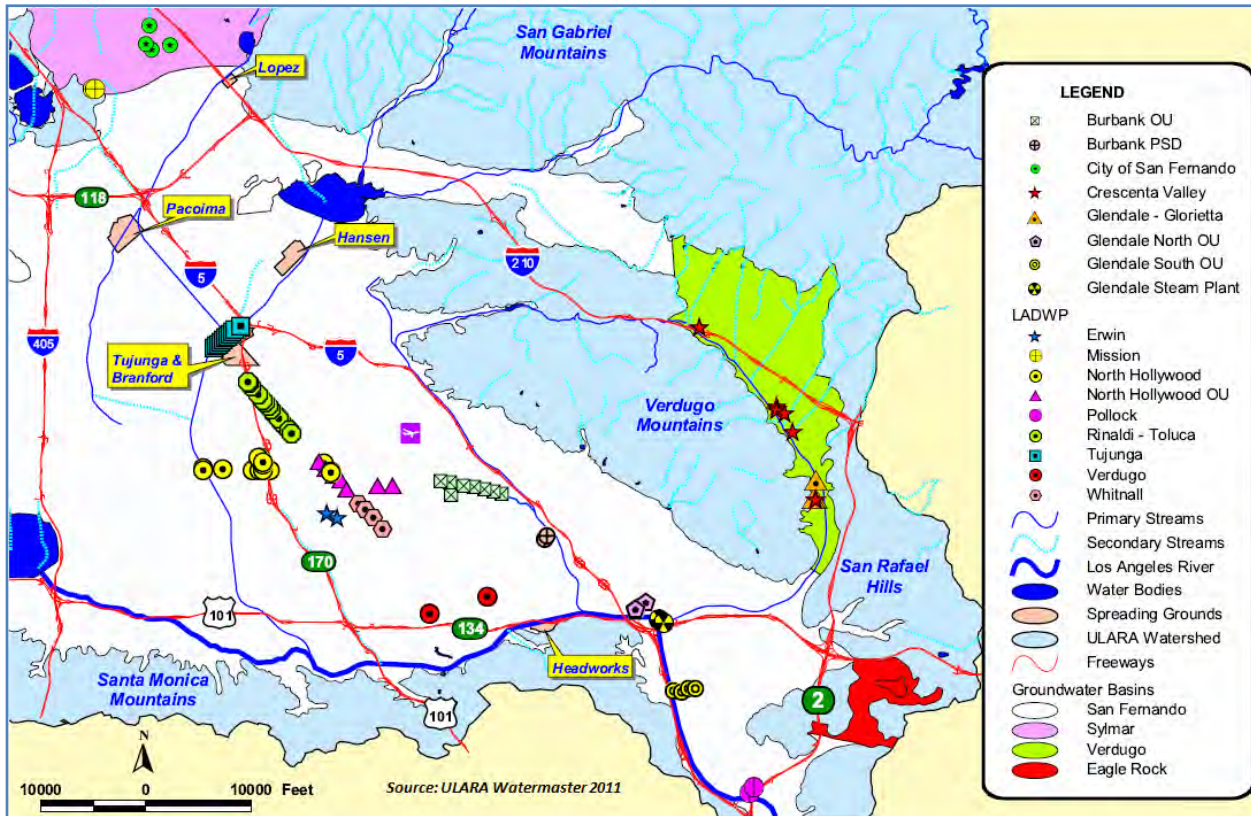 San Gabriel
Mountains
Lopez
118
Pacoima
Hansen
5
210
405
Tujunga &
Branford
5
Verdugo
Mountains
170
San Rafael
Hills
101
134
Headworks
Santa Monica
Mountains
101
2
N
10000 0 10000 Feet
Source: ULARA Watermaster 2011
LEGEND
Burbank OU
Burbank PSD
City of San Fernando
Crescenta Valley
Glendale - Glorietta
Glendale North OU
Glendale South OU
Glendale Steam Plant
LADWP
Erwin
Mission
North Hollywood
North Hollywood OU
Pollock
Rinaldi - Toluca
Tujunga
Verdugo
Whitnall
Primary Streams
Secondary Streams
Los Angeles River
Water Bodies
Spreading Grounds
ULARA Watershed
Freeways
Groundwater Basins
San Fernando
Sylmar
Verdugo
Eagle Rock